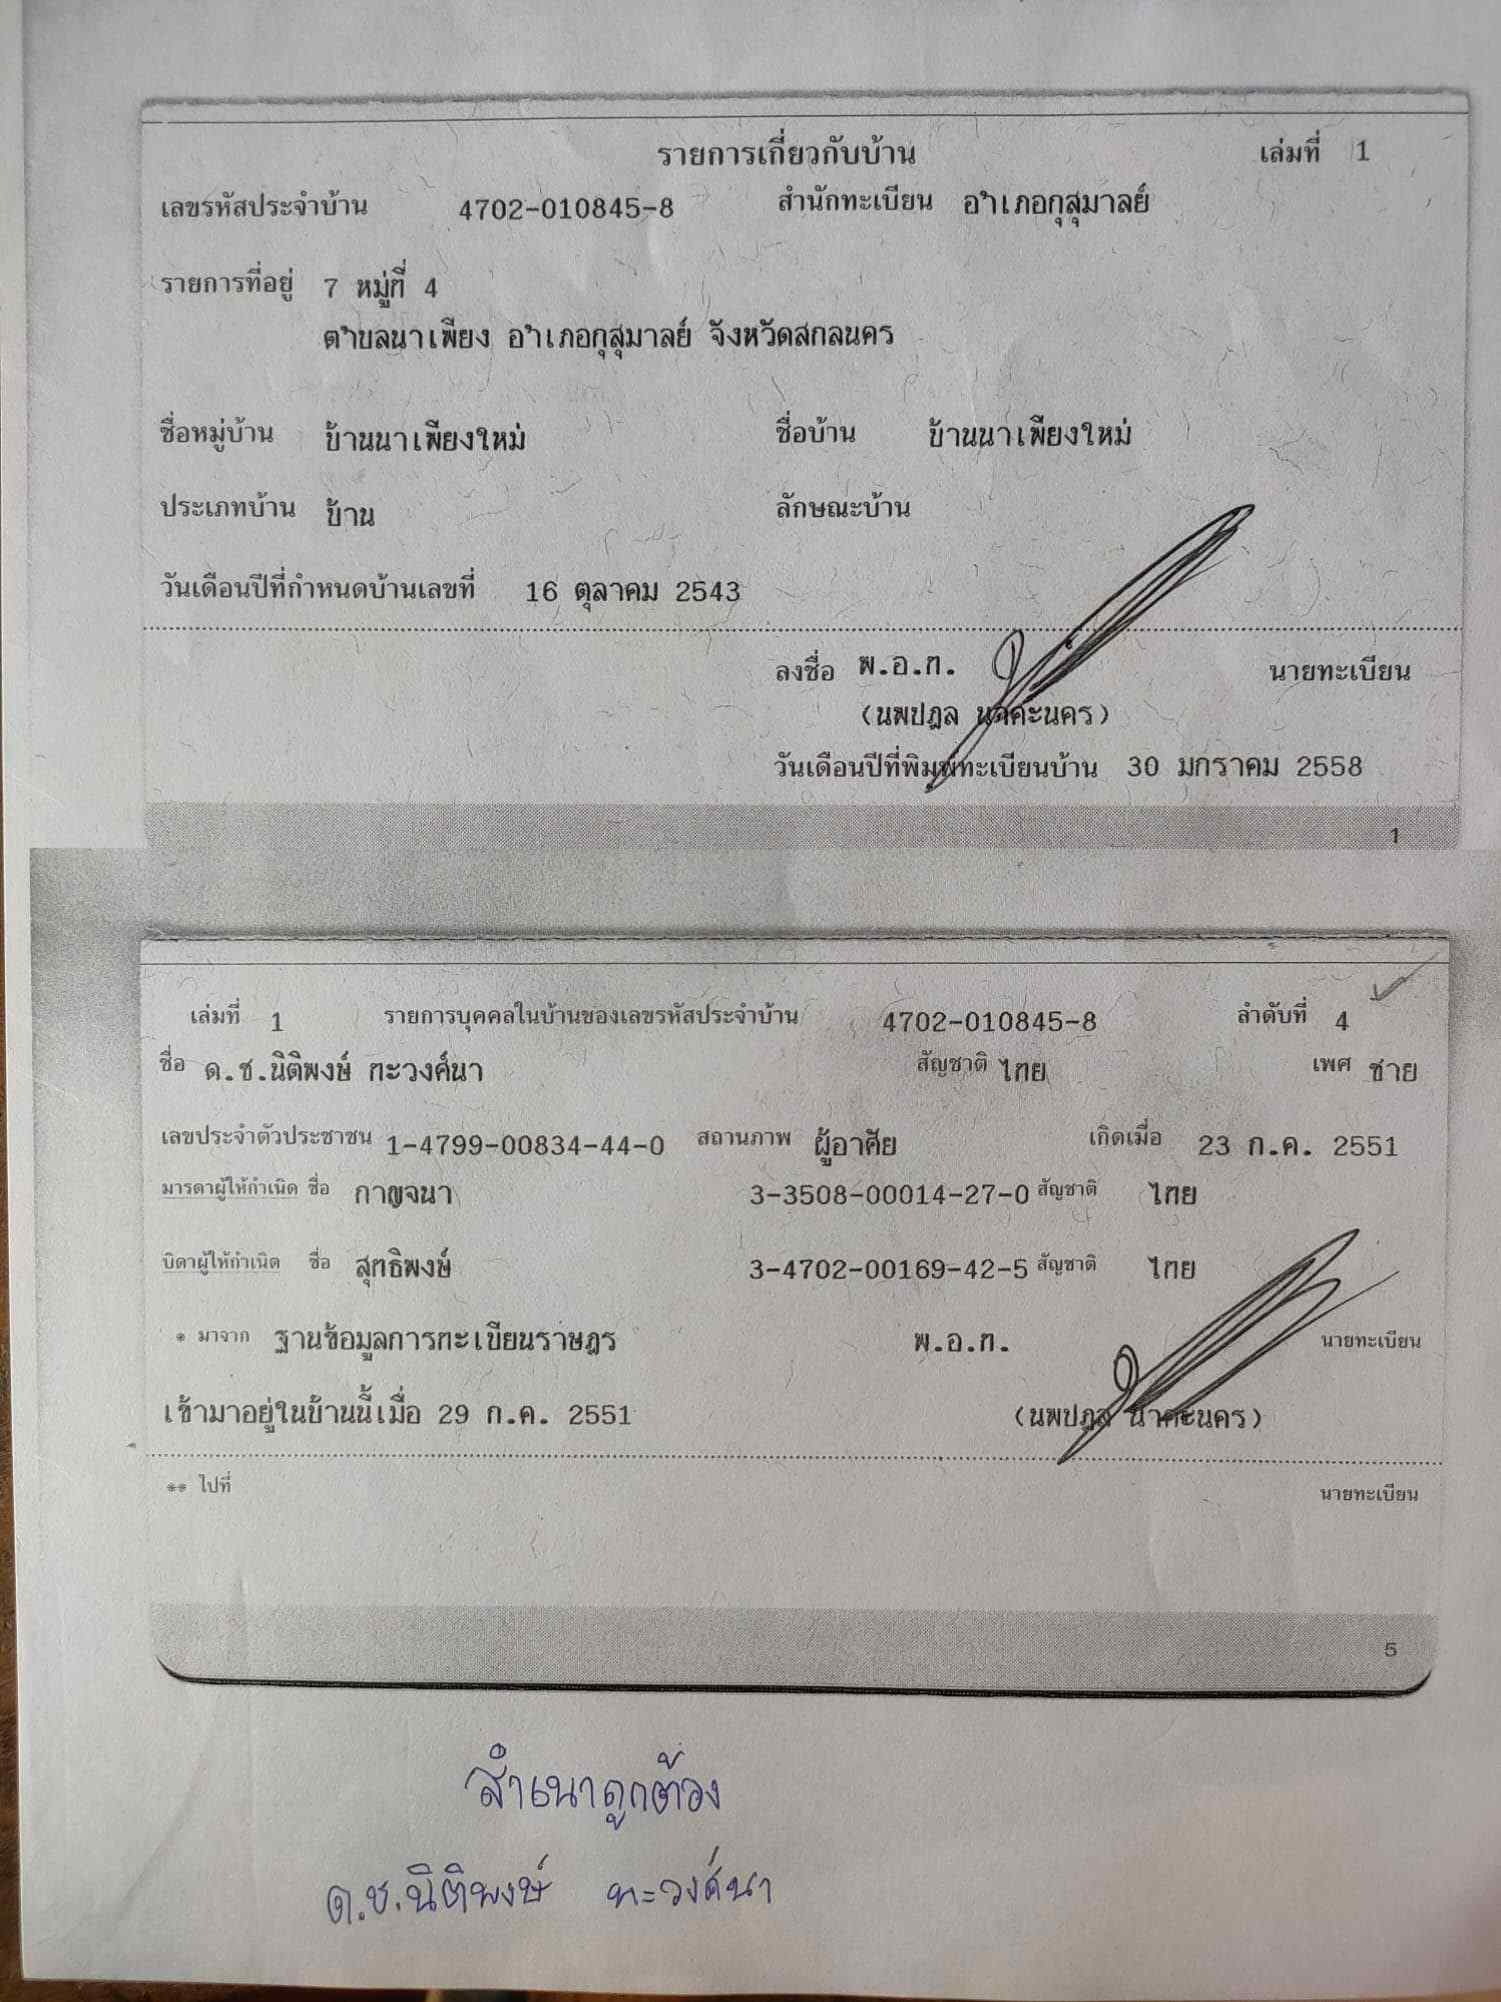 รายการเกี่ยวกับบ้าน เล่มที่ 1
เลขรหัสประจำบ้าน 4702-010845-8 สำนักทะเบียน อำเภอกุสุมาลย์
รายการที่อยู่ 7 หมู่ที่ 4
ตำบลนาเพียง อำเภอกุสุมาลย์ จังหวัดสกลนคร
ชื่อหมู่บ้าน บ้านนาเพียงใหม่ ชื่อบ้าน บ้านนาเพียงใหม่
ประเภทบ้าน บ้าน ลักษณะบ้าน
วันเดือนปีที่กำหนดบ้านเลขที่ 16 ตุลาคม 2543
ลงชื่อ พ.อ.ท. นายทะเบียน
(นพปฎล นาคะนคร)
วันเดือนปีที่พิมพ์ทะเบียนบ้าน 30 มกราคม 2558
1
เล่มที่ 1 รายการบุคคลในบ้านของเลขรหัสประจำบ้าน 4702-010845-8 ลำดับที่ 4
ชื่อ ด.ช.นิติพงษ์ ทะวงศ์นา สัญชาติ ไทย เพศ ชาย
เลขประจำตัวประชาชน 1-4799-00834-44-0 สถานภาพ ผู้อาศัย เกิดเมื่อ 23 ก.ค. 2551
มารดาผู้ให้กำเนิด ชื่อ กาญจนา 3-3508-00014-27-0 สัญชาติ ไทย
บิดาผู้ให้กำเนิด ชื่อ สุทธิพงษ์ 3-4702-00169-42-5 สัญชาติ ไทย
* มาจาก ฐานข้อมูลการทะเบียนราษฎร พ.อ.ท. นายทะเบียน
เข้ามาอยู่ในบ้านนี้เมื่อ 29 ก.ค. 2551 (นพปฎล นาคะนคร)
** ไปที่ นายทะเบียน
5
สำเนาถูกต้อง
ด.ช.นิติพงษ์ ทะวงศ์นา